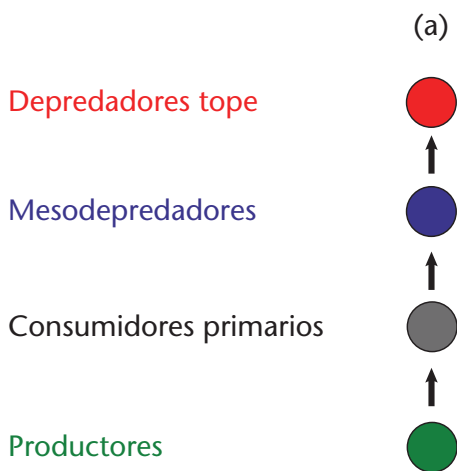 (a)
Depredadores tope
Mesodepredadores
Consumidores primarios
Productores